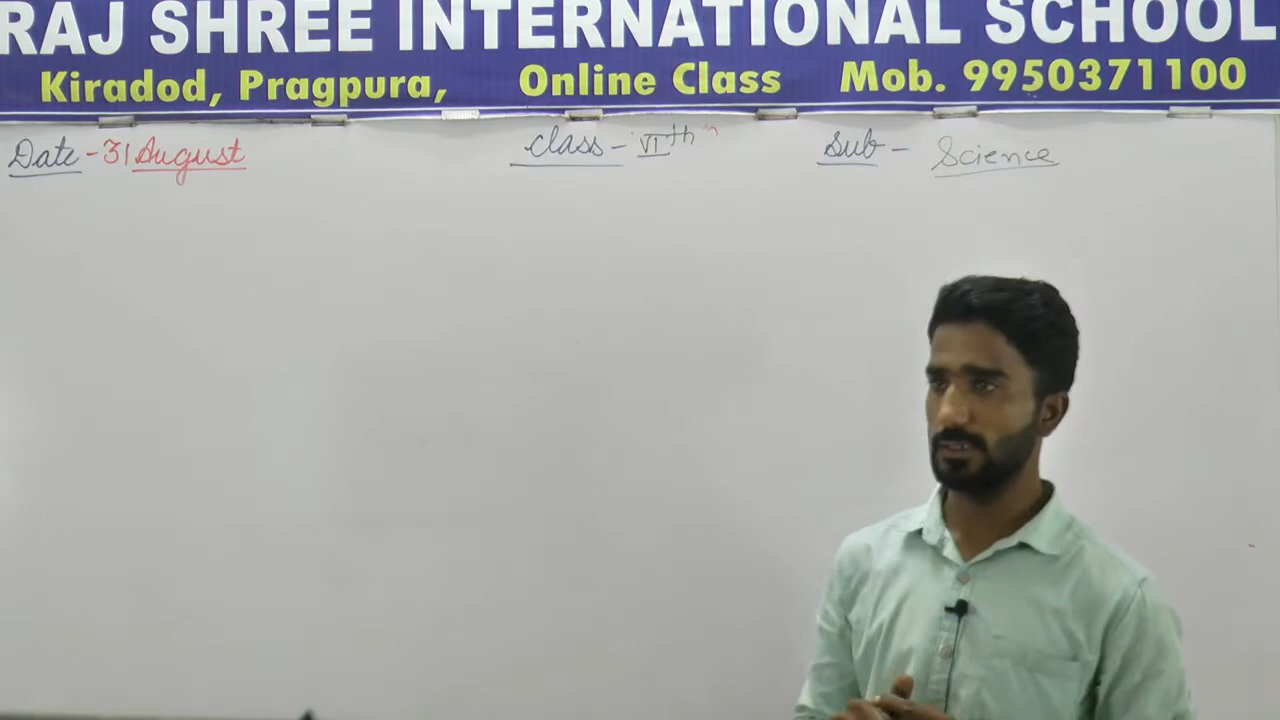 RAJ SHREE INTERNATIONAL SCHOOL
Kiradod, Pragpura, Online Class Mob. 9950371100
Date - 31 August Class - VIth Sub - Science